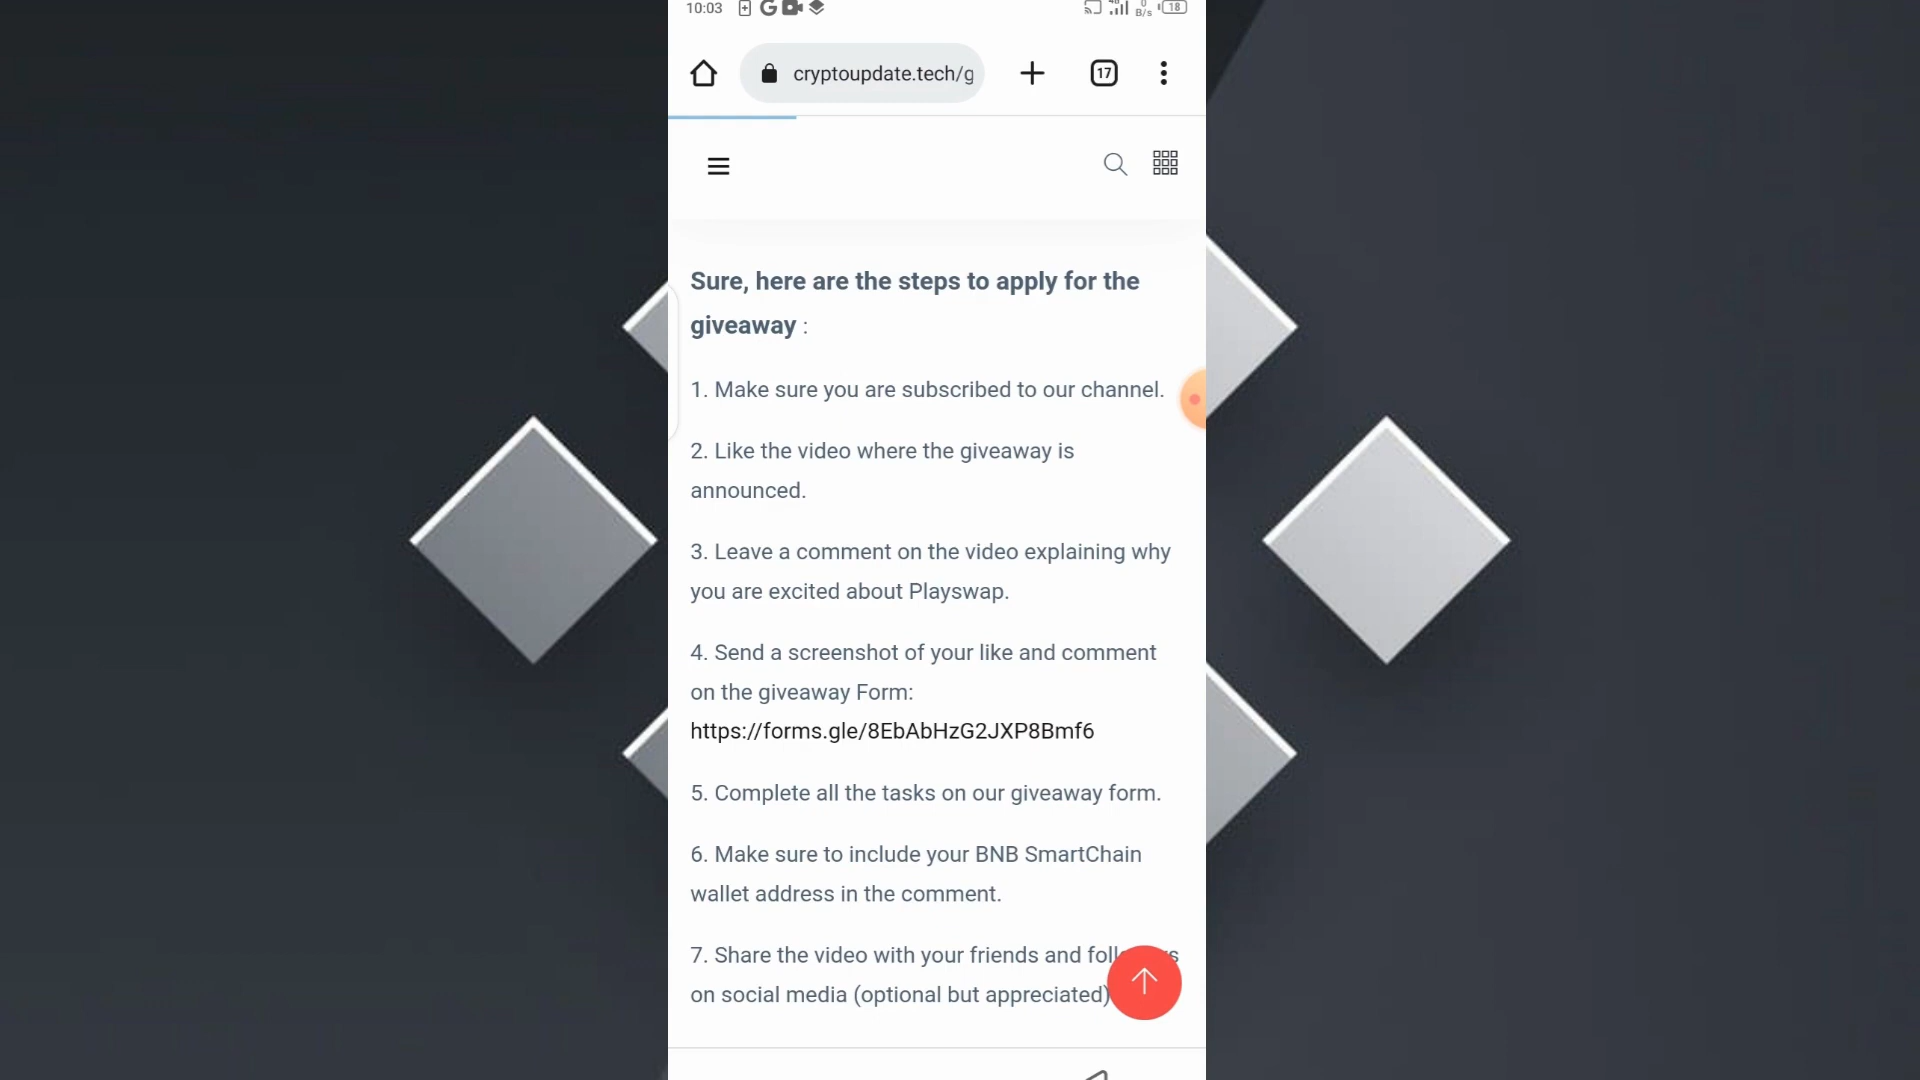 10:03
0
B/s
18
cryptoupdate.tech/g
17
Sure, here are the steps to apply for the
giveaway :
1. Make sure you are subscribed to our channel.
2. Like the video where the giveaway is
announced.
3. Leave a comment on the video explaining why
you are excited about Playswap.
4. Send a screenshot of your like and comment
on the giveaway Form:
https://forms.gle/8EbAbHzG2JXP8Bmf6
5. Complete all the tasks on our giveaway form.
6. Make sure to include your BNB SmartChain
wallet address in the comment.
7. Share the video with your friends and
on social media (optional but appreciated)